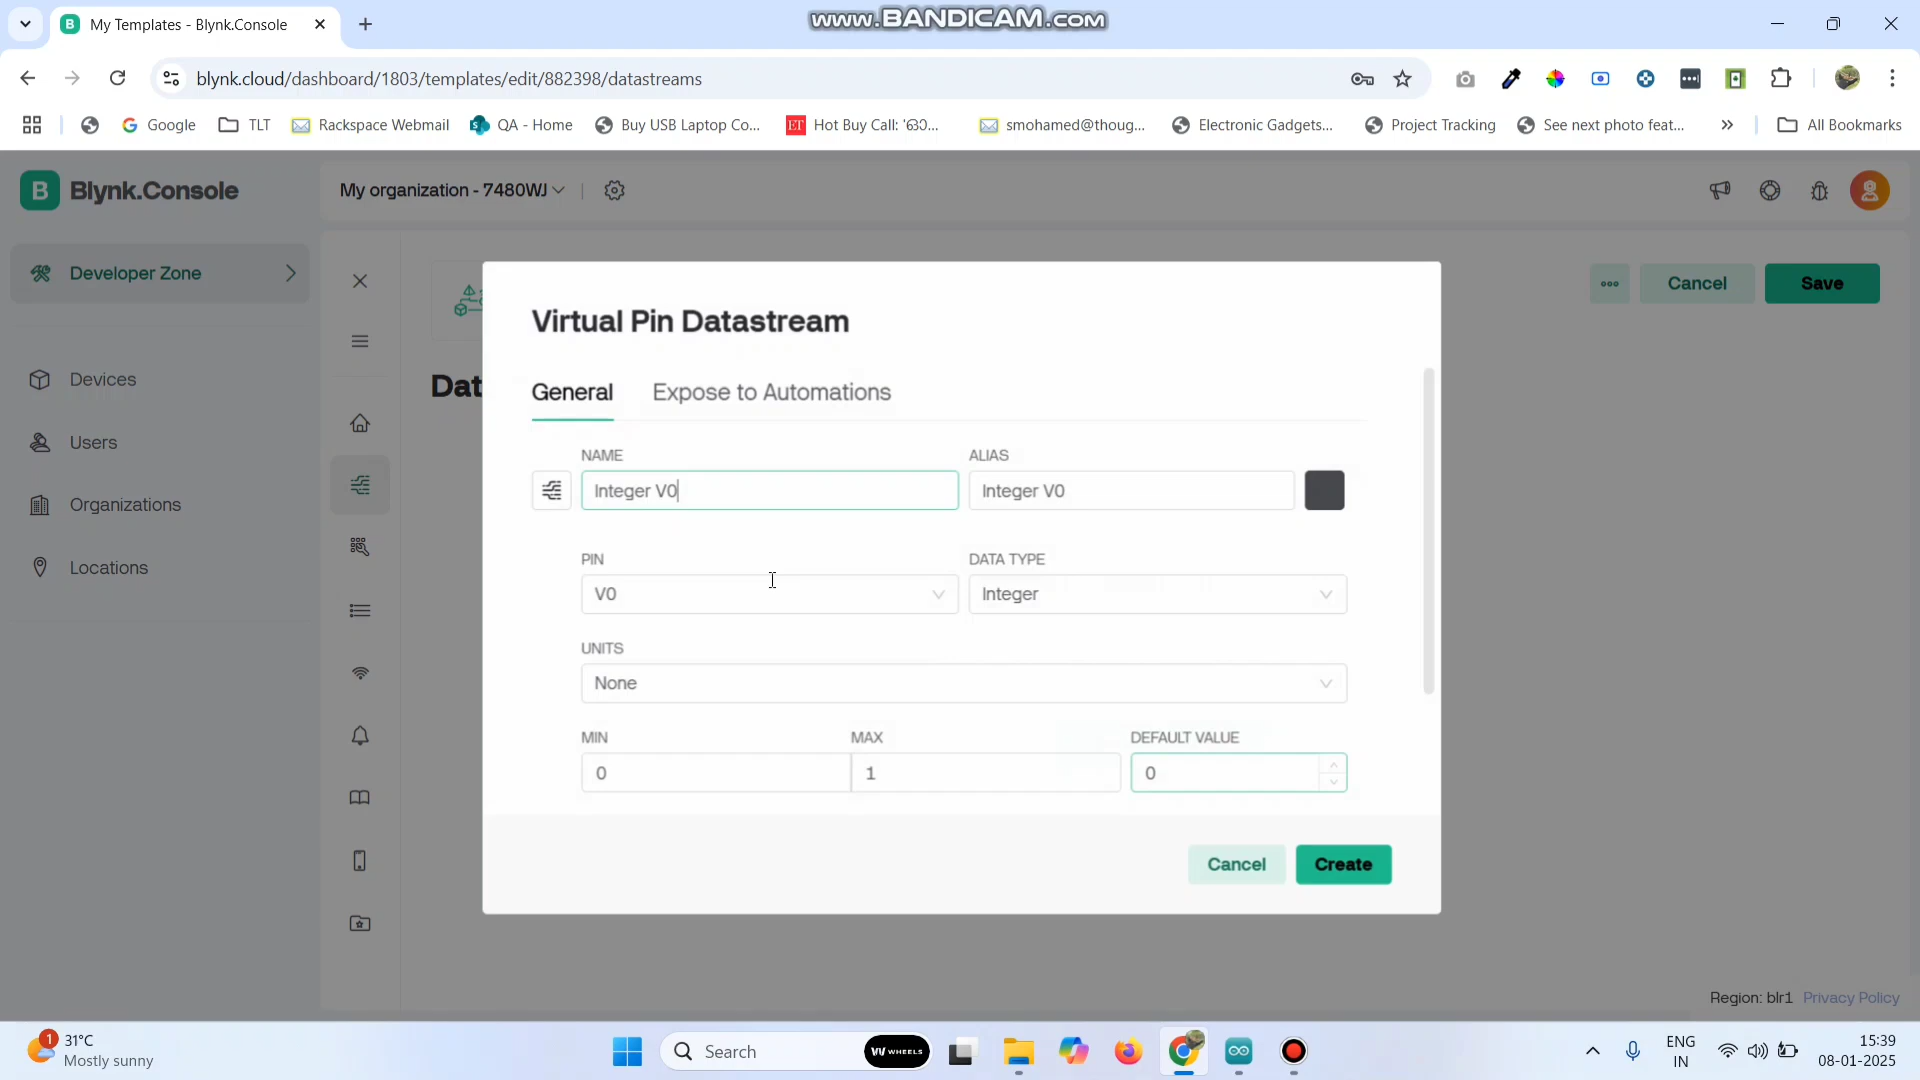 My Templates - Blynk.Console
www.BANDICAM.com
blynk.cloud/dashboard/1803/templates/edit/882398/datastreams
Google
TLT
Rackspace Webmail
QA - Home
Buy USB Laptop Co...
ET
smohamed@thoug...
Electronic Gadgets...
Project Tracking
See next photo feat...
All Bookmarks
B
Blynk.Console
My organization - 7480WJ
Developer Zone
Cancel
Save
Devices
Users
Organizations
Locations
Dat
Virtual Pin Datastream
General
Expose to Automations
NAME
ALIAS
Integer V0
Integer V0
PIN
DATA TYPE
V0
Integer
UNITS
None
MIN
MAX
DEFAULT VALUE
0
1
0
Cancel
Create
Region: blr1 Privacy Policy
1
31°C
Mostly sunny
Search
WHEELS
ENG
IN
15:39
08-01-2025